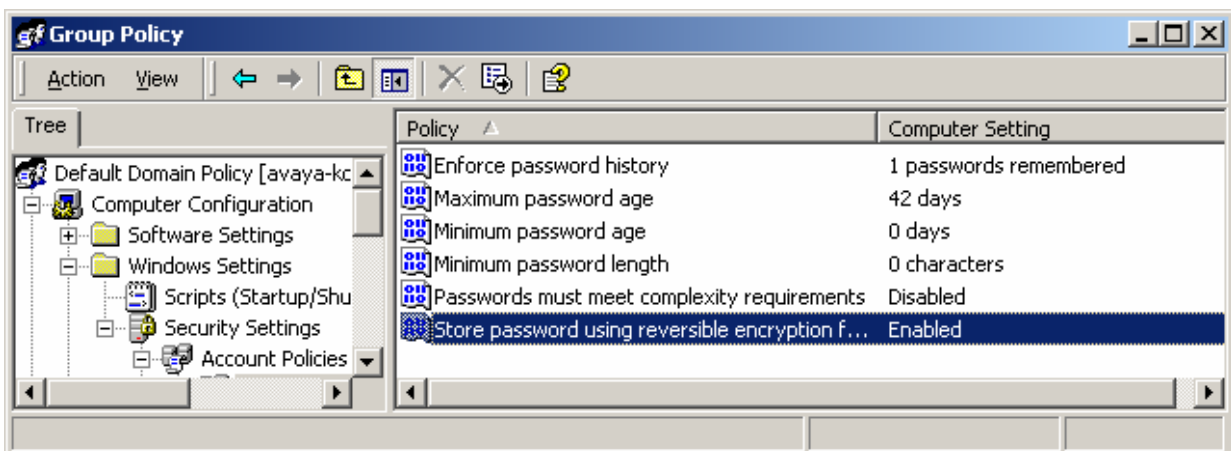 Group Policy
Action View
Tree
Default Domain Policy [avaya-kc
Computer Configuration
Software Settings
Windows Settings
Scripts (Startup/Shu
Security Settings
Account Policies
Policy Computer Setting
Enforce password history 1 passwords remembered
Maximum password age 42 days
Minimum password age 0 days
Minimum password length 0 characters
Passwords must meet complexity requirements Disabled
Store password using reversible encryption f... Enabled